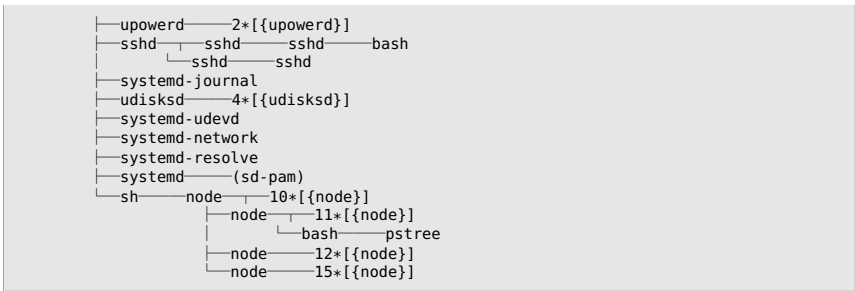 ├──upowerd─────2*[{upowerd}]
├──sshd──┬──sshd─────sshd─────bash
│        └──sshd─────sshd
├──systemd-journal
├──udisksd─────4*[{udisksd}]
├──systemd-udevd
├──systemd-network
├──systemd-resolve
├──systemd─────(sd-pam)
└──sh─────node──┬──10*[{node}]
                ├──node──┬──11*[{node}]
                │        └──bash─────pstree
                ├──node─────12*[{node}]
                └──node─────15*[{node}]